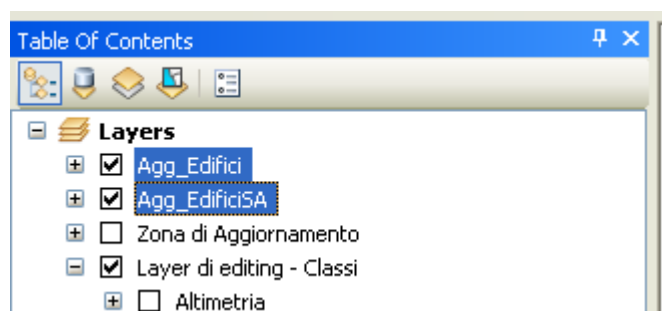 Table Of Contents
Layers
Agg_Edifici
Agg_EdificiSA
Zona di Aggiornamento
Layer di editing - Classi
Altimetria